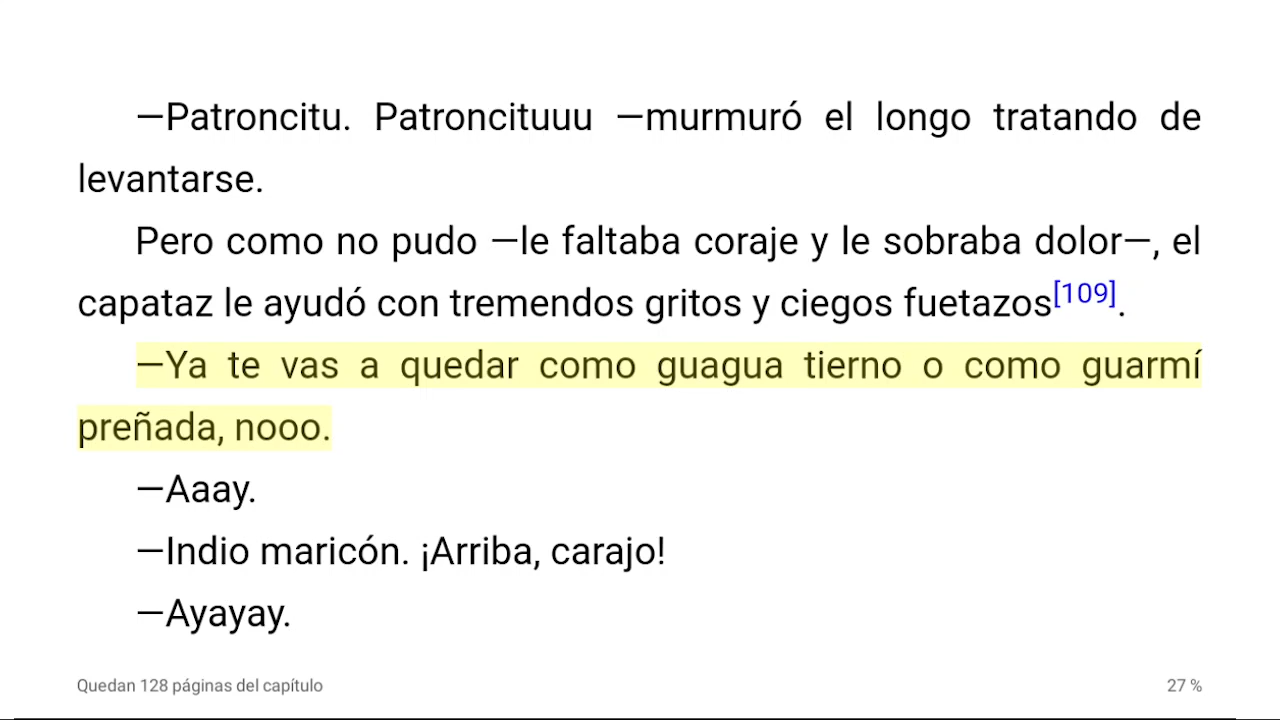 —Patroncitu. Patroncituuu —murmuró el longo tratando de
levantarse.
Pero como no pudo —le faltaba coraje y le sobraba dolor—, el
capataz le ayudó con tremendos gritos y ciegos fuetazos[109].
—Ya te vas a quedar como guagua tierno o como guarmí
preñada, nooo.
—Aaay.
—Indio maricón. ¡Arriba, carajo!
—Ayayay.
Quedan 128 páginas del capítulo
27 %